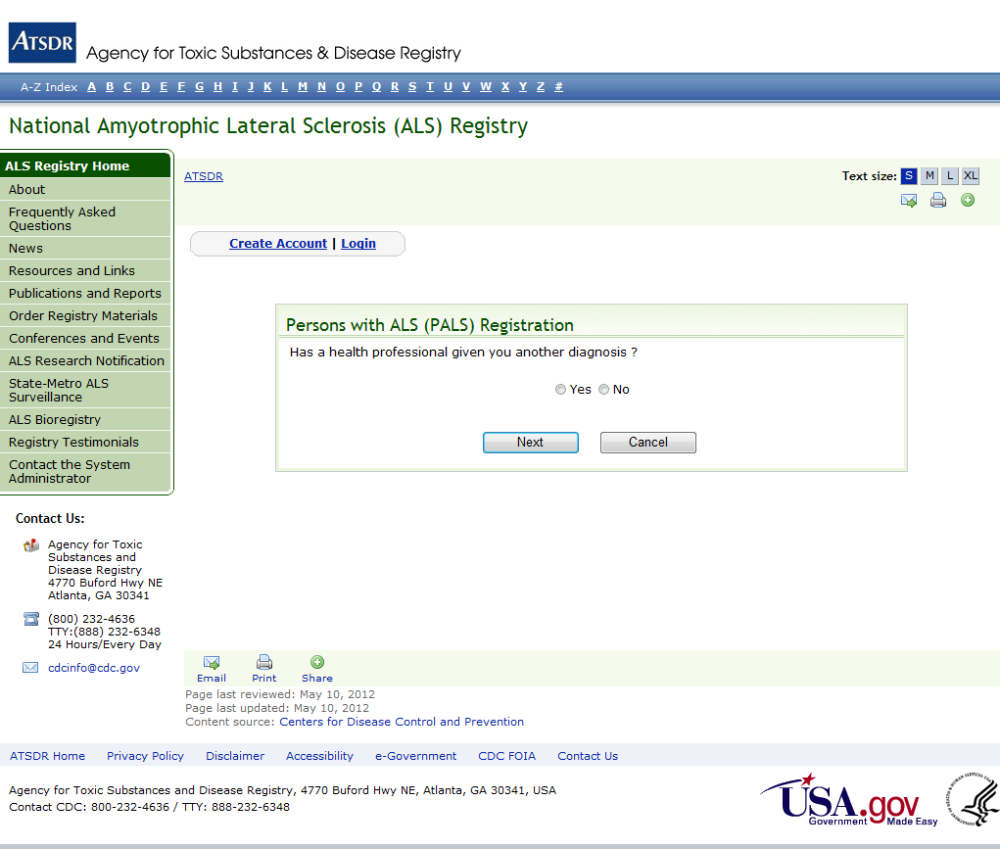 ATSDR
Agency for Toxic Substances & Disease Registry
A-Z Index A B C D E F G H I J K L M N O P Q R S T U V W X Y Z #
National Amyotrophic Lateral Sclerosis (ALS) Registry
ALS Registry Home
About
Frequently Asked
Questions
News
Resources and Links
Publications and Reports
Order Registry Materials
Conferences and Events
ALS Research Notification
State-Metro ALS
Surveillance
ALS Bioregistry
Registry Testimonials
Contact the System
Administrator
Contact Us:
Agency for Toxic
Substances and
Disease Registry
4770 Buford Hwy NE
Atlanta, GA 30341
(800) 232-4636
TTY:(888) 232-6348
24 Hours/Every Day
cdcinfo@cdc.gov
ATSDR
Text size: S M L XL
Create Account | Login
Persons with ALS (PALS) Registration
Has a health professional given you another diagnosis ?
Yes No
Next Cancel
Email Print Share
Page last reviewed: May 10, 2012
Page last updated: May 10, 2012
Content source: Centers for Disease Control and Prevention
ATSDR Home Privacy Policy Disclaimer Accessibility e-Government CDC FOIA Contact Us
Agency for Toxic Substances and Disease Registry, 4770 Buford Hwy NE, Atlanta, GA 30341, USA
Contact CDC: 800-232-4636 / TTY: 888-232-6348
USA.gov
Government Made Easy